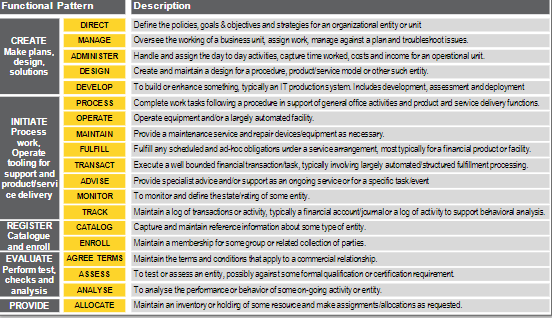 Functional Pattern Description
CREATE
Make plans,
design,
solutions
DIRECT Define the policies, goals & objectives and strategies for an organizational entity or unit
MANAGE Oversee the working of a business unit, assign work, manage against a plan and troubleshoot issues.
ADMINISTER Handle and assign the day to day activities, capture time worked, costs and income for an operational unit.
DESIGN Create and maintain a design for a procedure, product/service model or other such entity.
DEVELOP To build or enhance something, typically an IT production system. Includes development, assessment and deployment
INITIATE
Process
work,
Operate
tooling for
support and
product/servi
ce delivery
PROCESS Complete work tasks following a procedure in support of general office activities and product and service delivery functions.
OPERATE Operate equipment and/or a largely automated facility.
MAINTAIN Provide a maintenance service and repair devices/equipment as necessary.
FULFILL Fulfill any scheduled and ad-hoc obligations under a service arrangement, most typically for a financial product or facility.
TRANSACT Execute a well bounded financial transaction/task, typically involving largely automated/structured fulfillment processing.
ADVISE Provide specialist advice and/or support as an ongoing service or for a specific task/event
MONITOR To monitor and define the state/rating of some entity.
TRACK Maintain a log of transactions or activity, typically a financial account/journal or a log of activity to support behavioral analysis.
REGISTER
Catalogue
and enroll
CATALOG Capture and maintain reference information about some type of entity.
ENROLL Maintain a membership for some group or related collection of parties.
EVALUATE
Perform test,
checks and
analysis
AGREE TERMS Maintain the terms and conditions that apply to a commercial relationship.
ASSESS To test or assess an entity, possibly against some formal qualification or certification requirement.
ANALYSE To analyse the performance or behavior of some on-going activity or entity.
PROVIDE
ALLOCATE Maintain an inventory or holding of some resource and make assignments/allocations as requested.